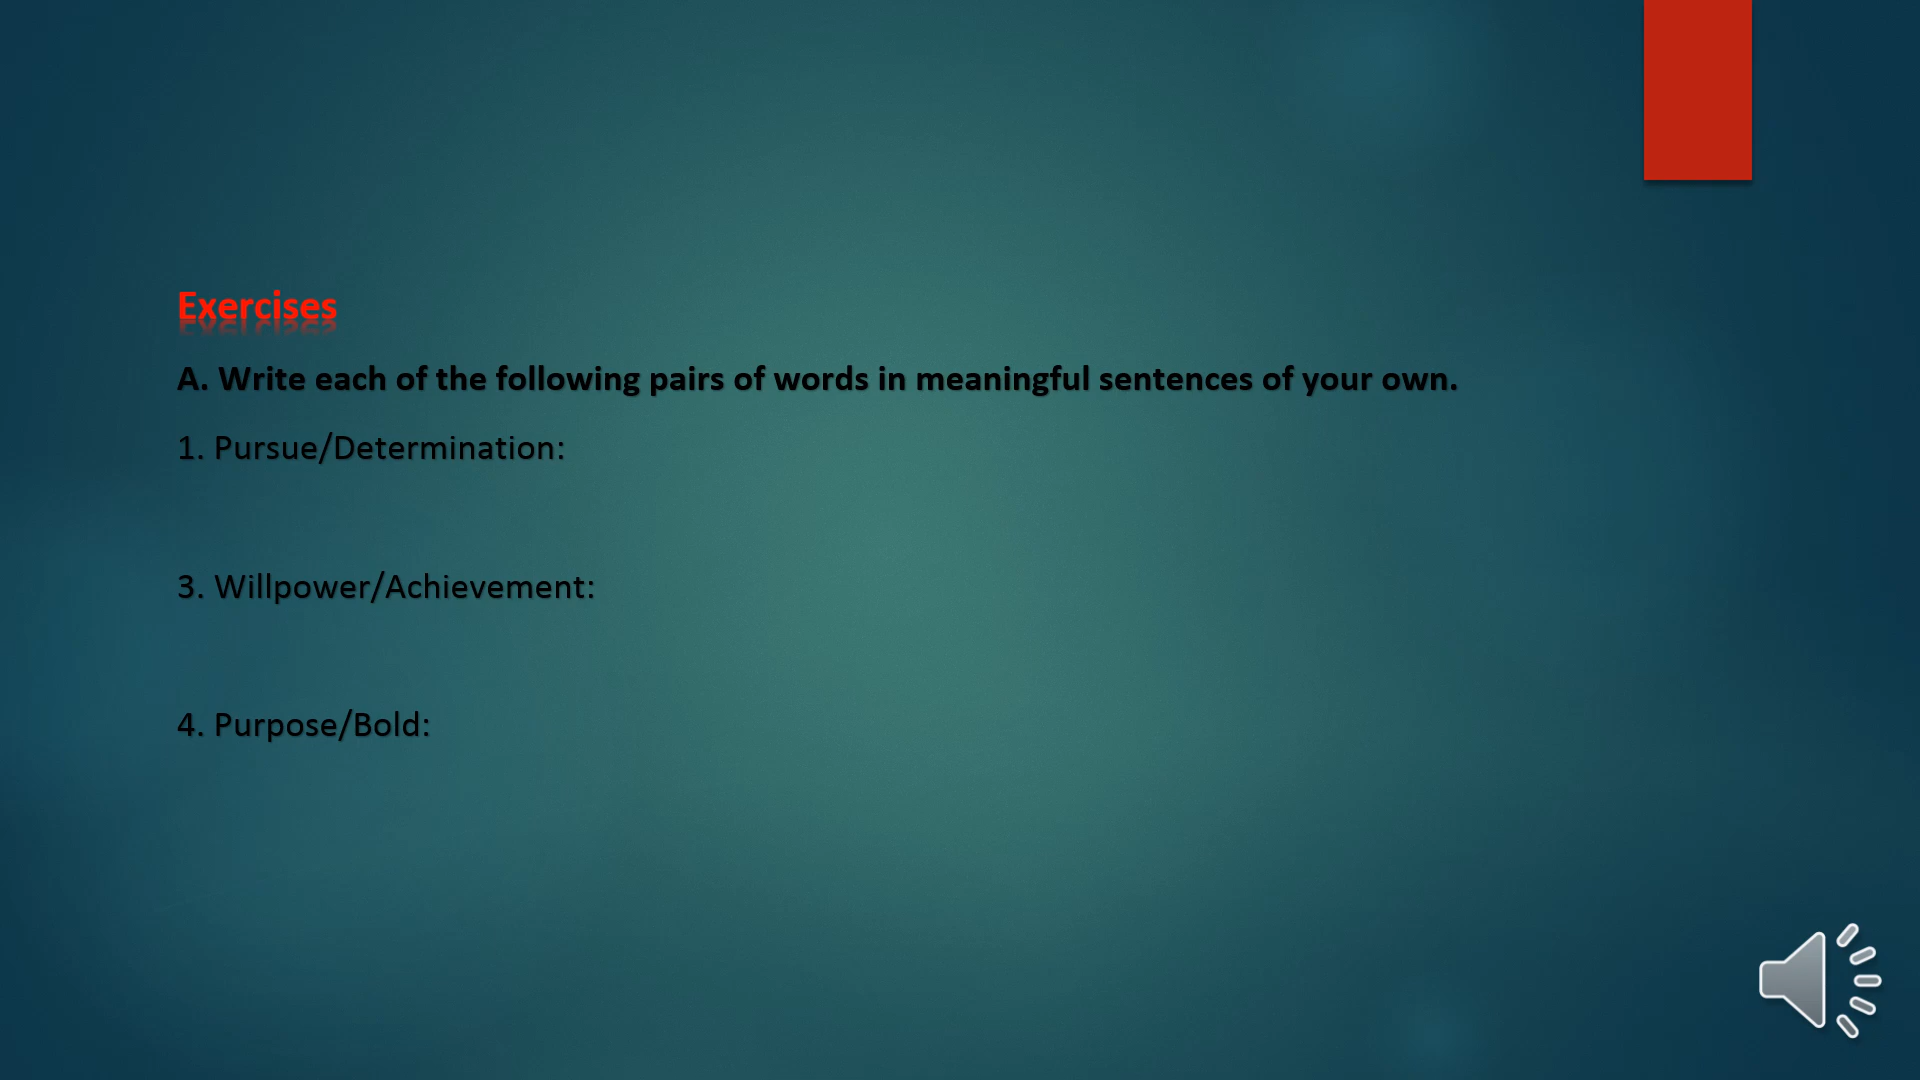 Exercises
A. Write each of the following pairs of words in meaningful sentences of your own.
1. Pursue/Determination:
3. Willpower/Achievement:
4. Purpose/Bold: